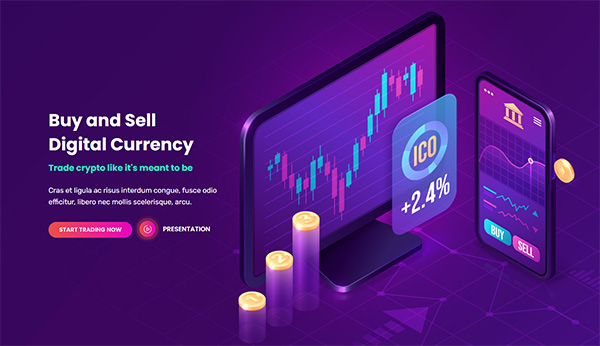 Buy and Sell
Digital Currency
Trade crypto like it's meant to be
Cras et ligula ac risus interdum congue, fusce odio
efficitur, libero nec mollis scelerisque, arcu.
START TRADING NOW
PRESENTATION
ICO
+2.4%
BUY
SELL